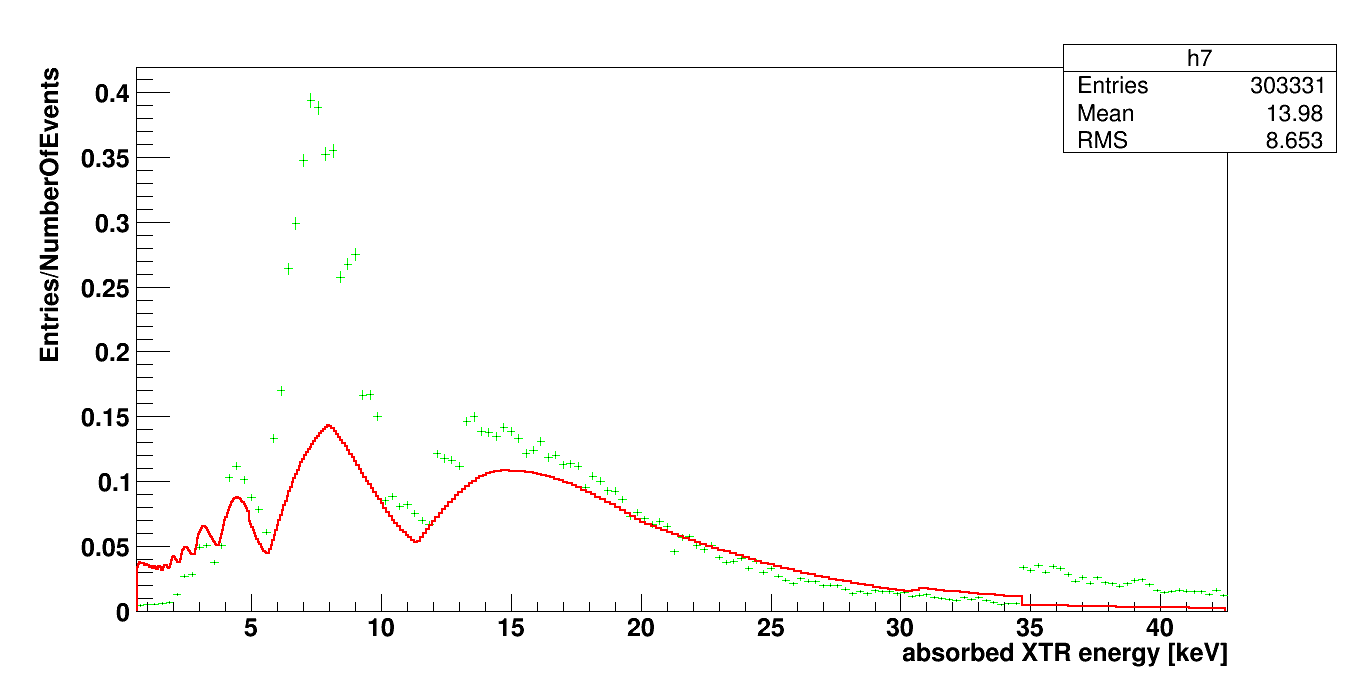 h7
Entries 303331
Mean 13.98
RMS 8.653
Entries/NumberOfEvents
0.4
0.35
0.3
0.25
0.2
0.15
0.1
0.05
0
5 10 15 20 25 30 35 40
absorbed XTR energy [keV]